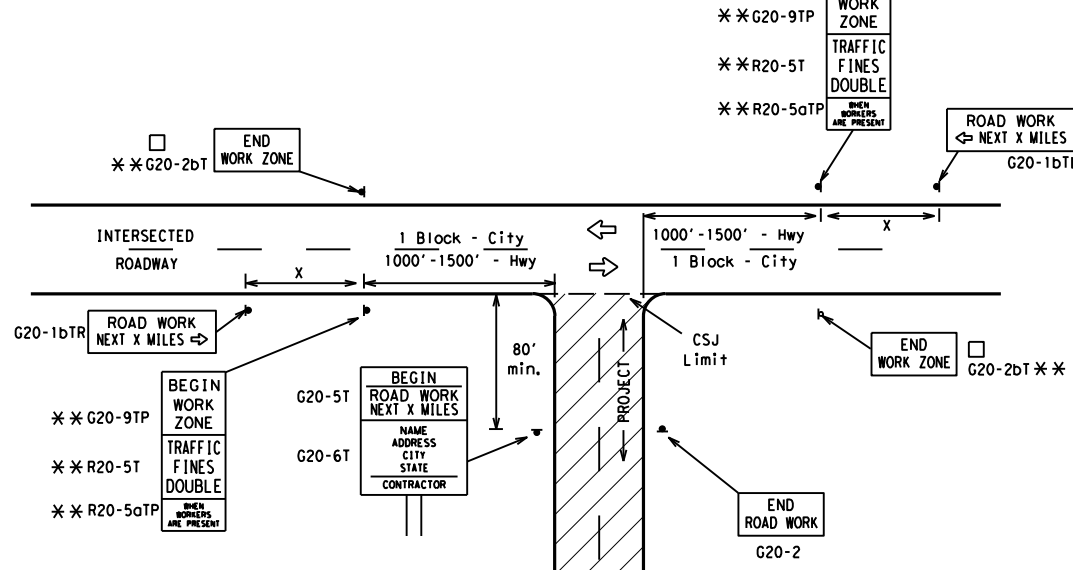 WORK
ZONE
** G20-9TP
TRAFFIC
FINES
DOUBLE
** R20-5T
WHEN
WORKERS
ARE PRESENT
** R20-5aTP
ROAD WORK
⇦ NEXT X MILES
G20-1bTL
END
WORK ZONE
□
** G20-2bT
INTERSECTED
ROADWAY
1 Block - City
1000'-1500' - Hwy
1000'-1500' - Hwy
1 Block - City
X
X
G20-1bTR
ROAD WORK
NEXT X MILES ⇨
80'
min.
PROJECT
CSJ
Limit
END
WORK ZONE
□
G20-2bT **
BEGIN
WORK
ZONE
** G20-9TP
TRAFFIC
FINES
DOUBLE
** R20-5T
WHEN
WORKERS
ARE PRESENT
** R20-5aTP
G20-5T
BEGIN
ROAD WORK
NEXT X MILES
G20-6T
NAME
ADDRESS
CITY
STATE
CONTRACTOR
END
ROAD WORK
G20-2